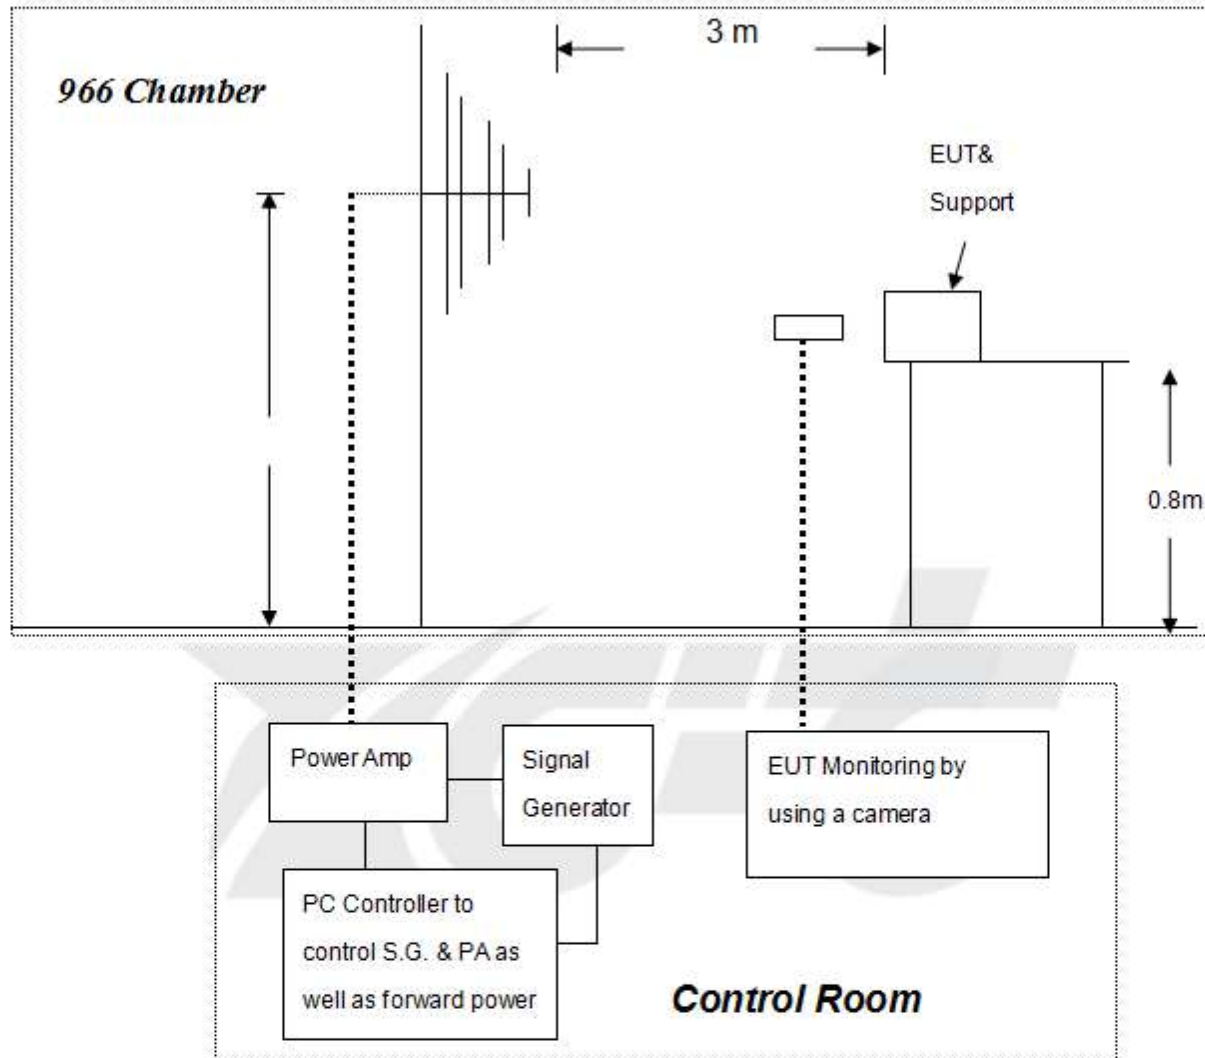 3 m
966 Chamber
EUT&
Support
0.8m
Power Amp
Signal
Generator
EUT Monitoring by
using a camera
PC Controller to
control S.G. & PA as
well as forward power
Control Room